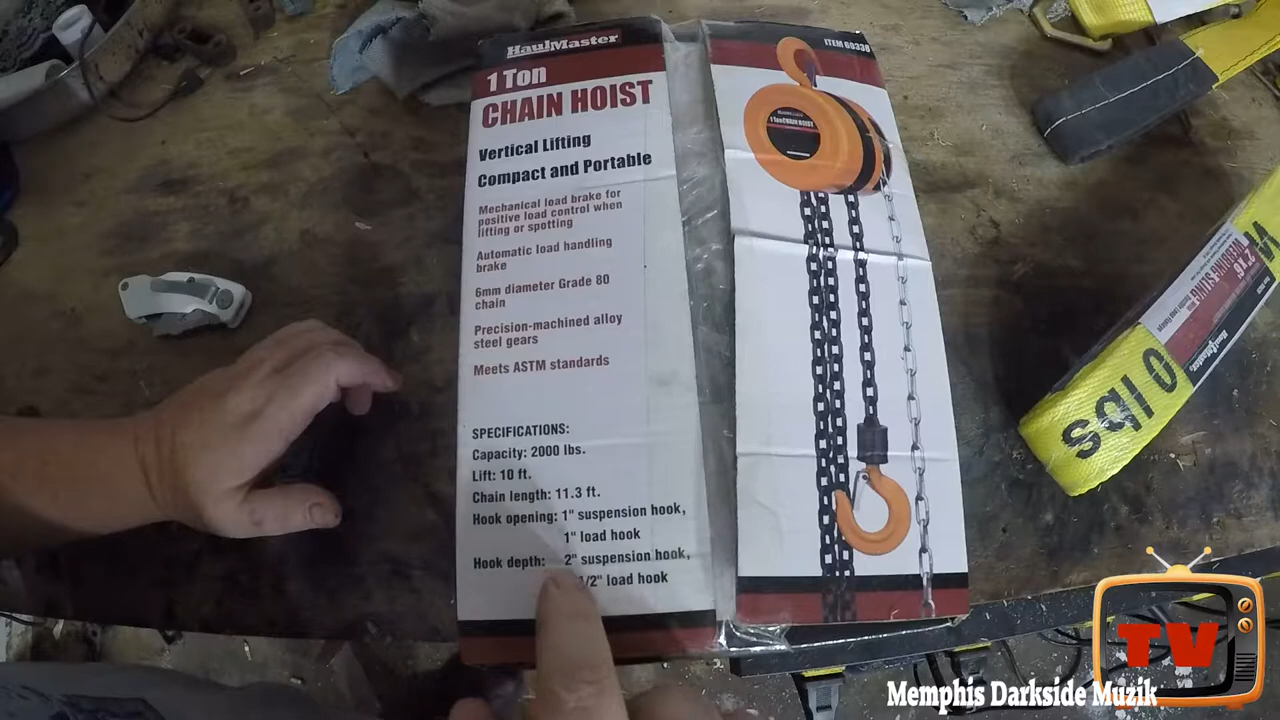 HaulMaster
1 Ton
CHAIN HOIST
Vertical Lifting
Compact and Portable
Mechanical load brake for
positive load control when
lifting or spotting
Automatic load handling
brake
6mm diameter Grade 80
chain
Precision-machined alloy
steel gears
Meets ASTM standards
SPECIFICATIONS:
Capacity: 2000 lbs.
Lift: 10 ft.
Chain length: 11.3 ft.
Hook opening: 1" suspension hook,
1" load hook
Hook depth: 2" suspension hook,
1/2" load hook
ITEM 60338
1 Ton CHAIN HOIST
HaulMaster
0 lbs
TV
Memphis Darkside Muzik